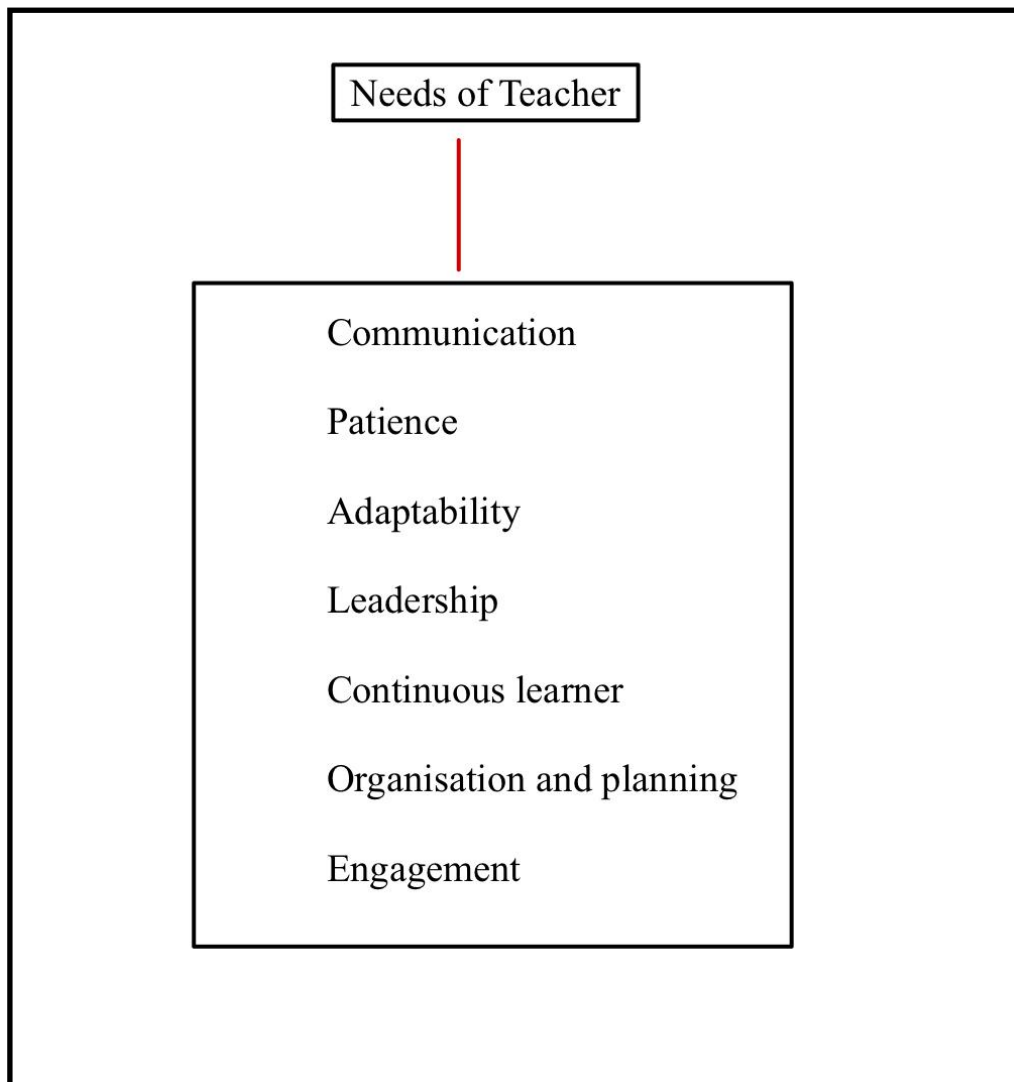 Needs of Teacher
Communication
Patience
Adaptability
Leadership
Continuous learner
Organisation and planning
Engagement